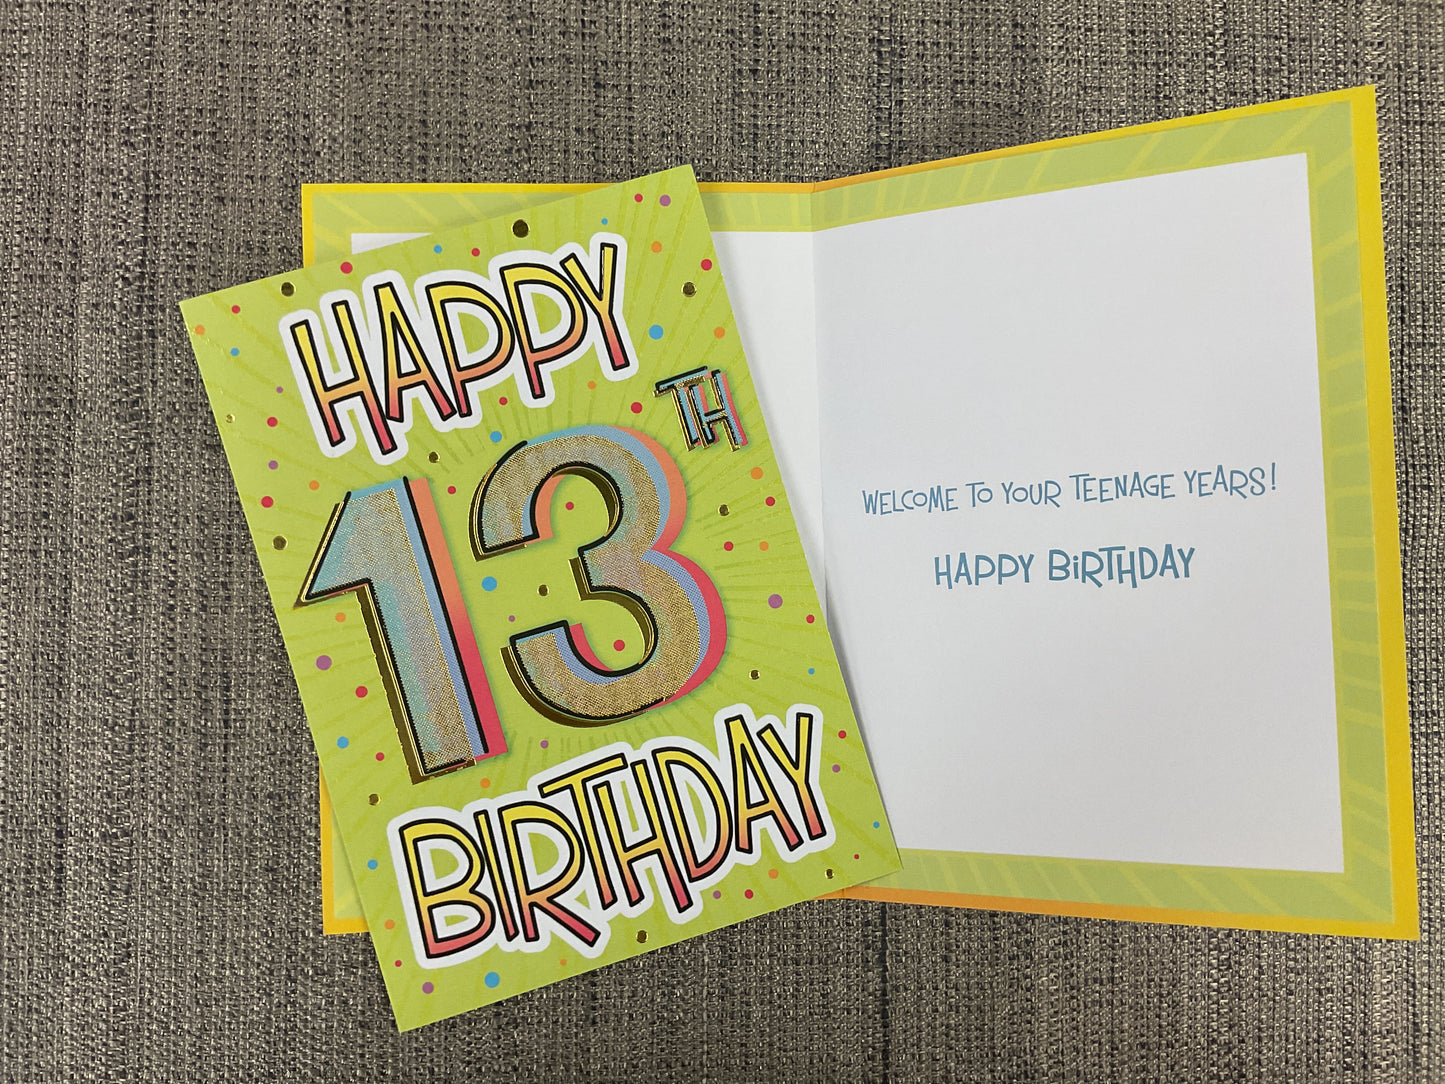 HAPPY
13TH
BIRTHDAY
WELCOME TO YOUR TEENAGE YEARS!
HAPPY BiRTHDAY